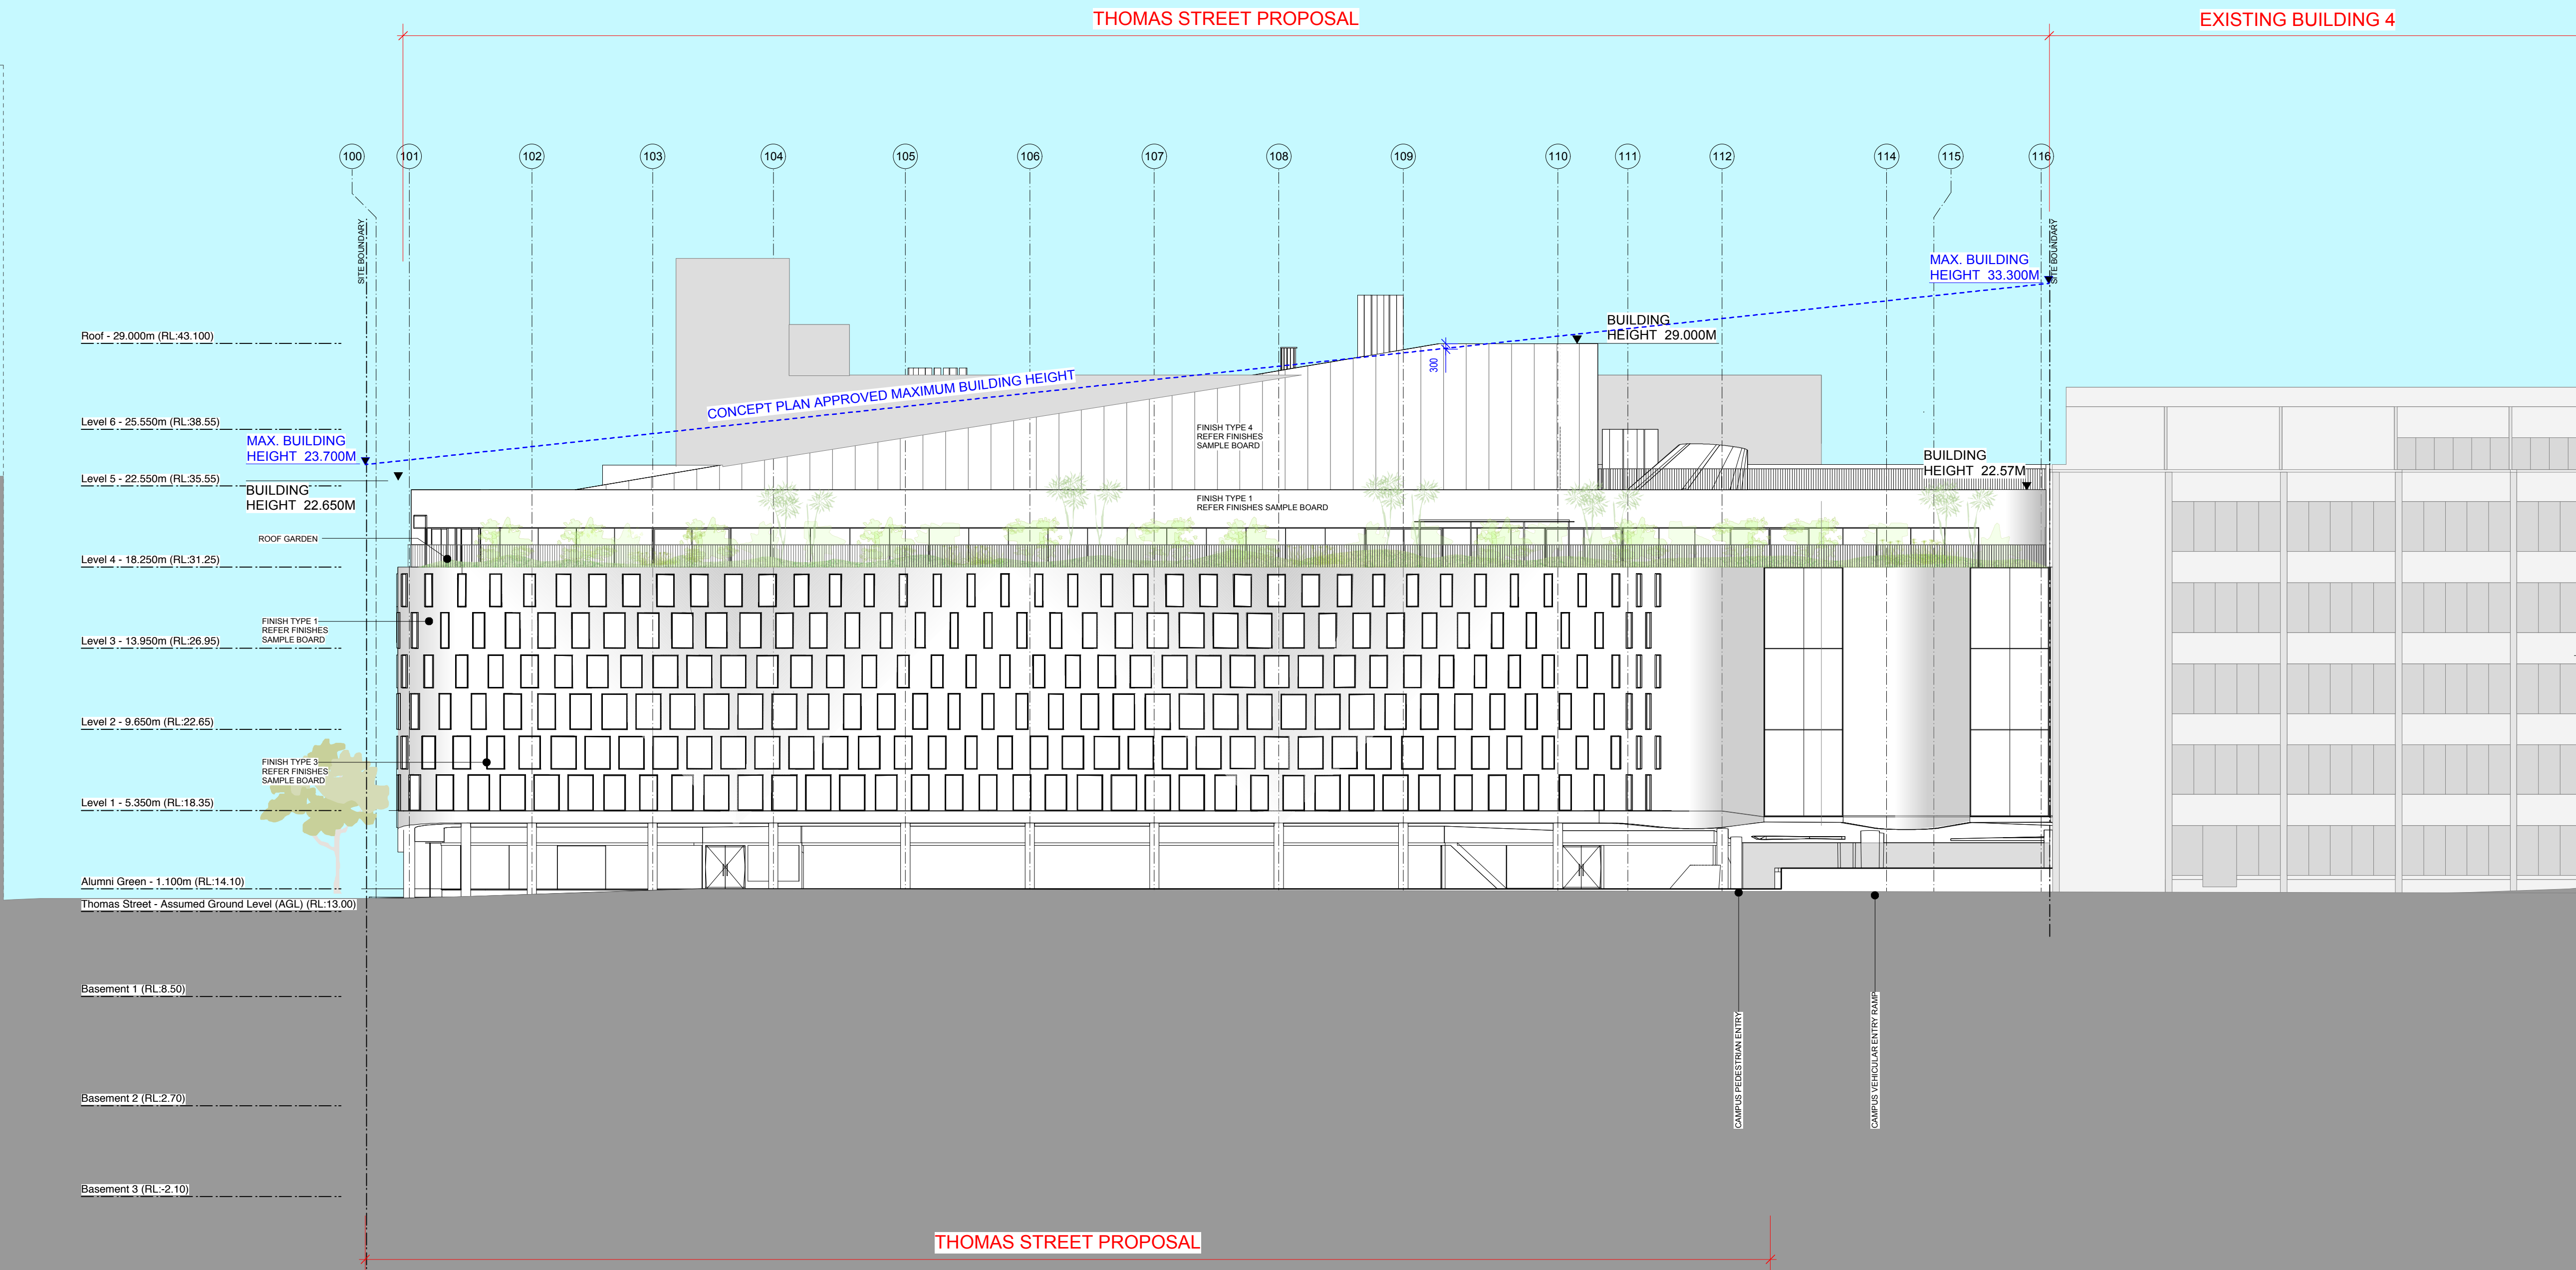 THOMAS STREET PROPOSAL
EXISTING BUILDING 4
100
101
102
103
104
105
106
107
108
109
110
111
112
114
115
116
SITE BOUNDARY
SITE BOUNDARY
MAX. BUILDING
HEIGHT 33.300M
BUILDING
HEIGHT 29.000M
Roof - 29.000m (RL:43.100)
300
CONCEPT PLAN APPROVED MAXIMUM BUILDING HEIGHT
Level 6 - 25.550m (RL:38.55)
FINISH TYPE 4
REFER FINISHES
SAMPLE BOARD
MAX. BUILDING
HEIGHT 23.700M
BUILDING
HEIGHT 22.57M
Level 5 - 22.550m (RL:35.55)
BUILDING
HEIGHT 22.650M
FINISH TYPE 1
REFER FINISHES SAMPLE BOARD
ROOF GARDEN
Level 4 - 18.250m (RL:31.25)
FINISH TYPE 1
REFER FINISHES
SAMPLE BOARD
Level 3 - 13.950m (RL:26.95)
Level 2 - 9.650m (RL:22.65)
FINISH TYPE 3
REFER FINISHES
SAMPLE BOARD
Level 1 - 5.350m (RL:18.35)
Alumni Green - 1.100m (RL:14.10)
Thomas Street - Assumed Ground Level (AGL) (RL:13.00)
Basement 1 (RL:8.50)
CAMPUS PEDESTRIAN ENTRY
CAMPUS VEHICULAR ENTRY RAMP
Basement 2 (RL:2.70)
Basement 3 (RL:-2.10)
THOMAS STREET PROPOSAL